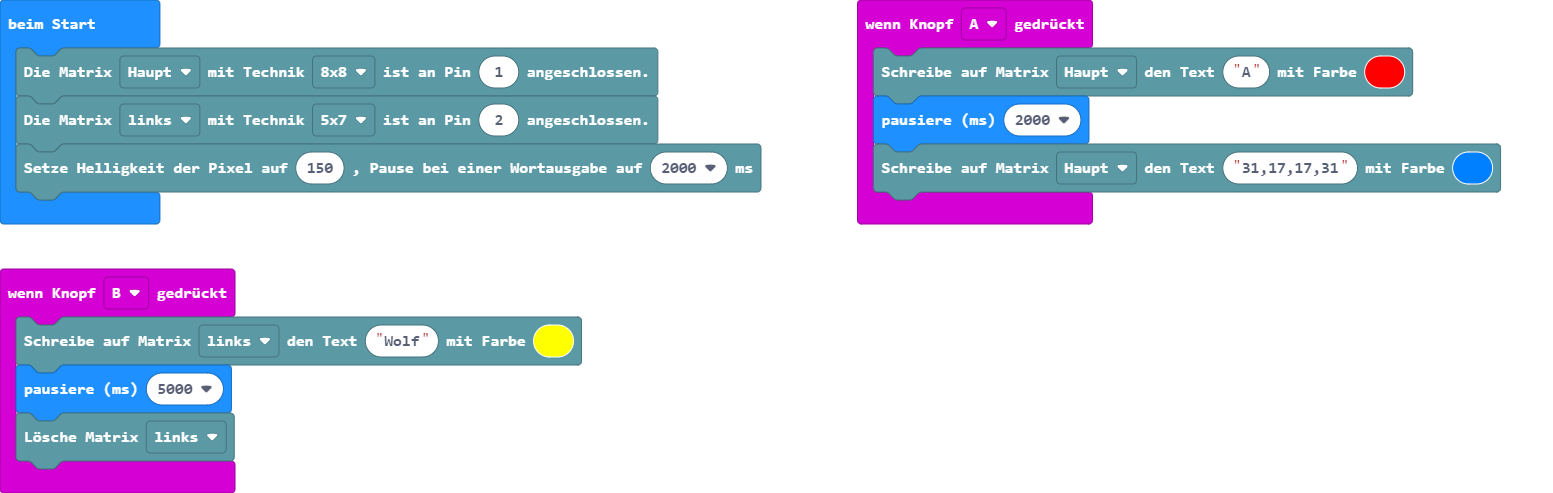 beim Start
Die Matrix Haupt mit Technik 8x8 ist an Pin 1 angeschlossen.
Die Matrix links mit Technik 5x7 ist an Pin 2 angeschlossen.
Setze Helligkeit der Pixel auf 150 , Pause bei einer Wortausgabe auf 2000 ms
wenn Knopf A gedrückt
Schreibe auf Matrix Haupt den Text "A" mit Farbe
pausiere (ms) 2000
Schreibe auf Matrix Haupt den Text "31,17,17,31" mit Farbe
wenn Knopf B gedrückt
Schreibe auf Matrix links den Text "Wolf" mit Farbe
pausiere (ms) 5000
Lösche Matrix links